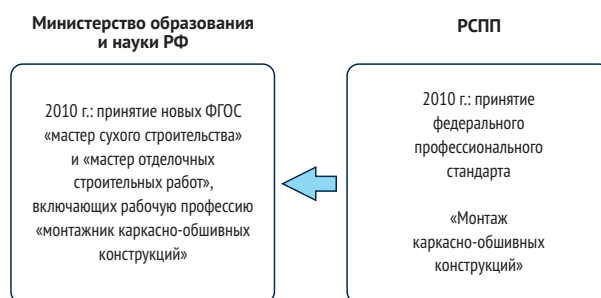 Министерство образования
и науки РФ
2010 г.: принятие новых ФГОС
«мастер сухого строительства»
и «мастер отделочных
строительных работ»,
включающих рабочую профессию
«монтажник каркасно-обшивных
конструкций»
РСПП
2010 г.: принятие
федерального
профессионального
стандарта
«Монтаж
каркасно-обшивных
конструкций»